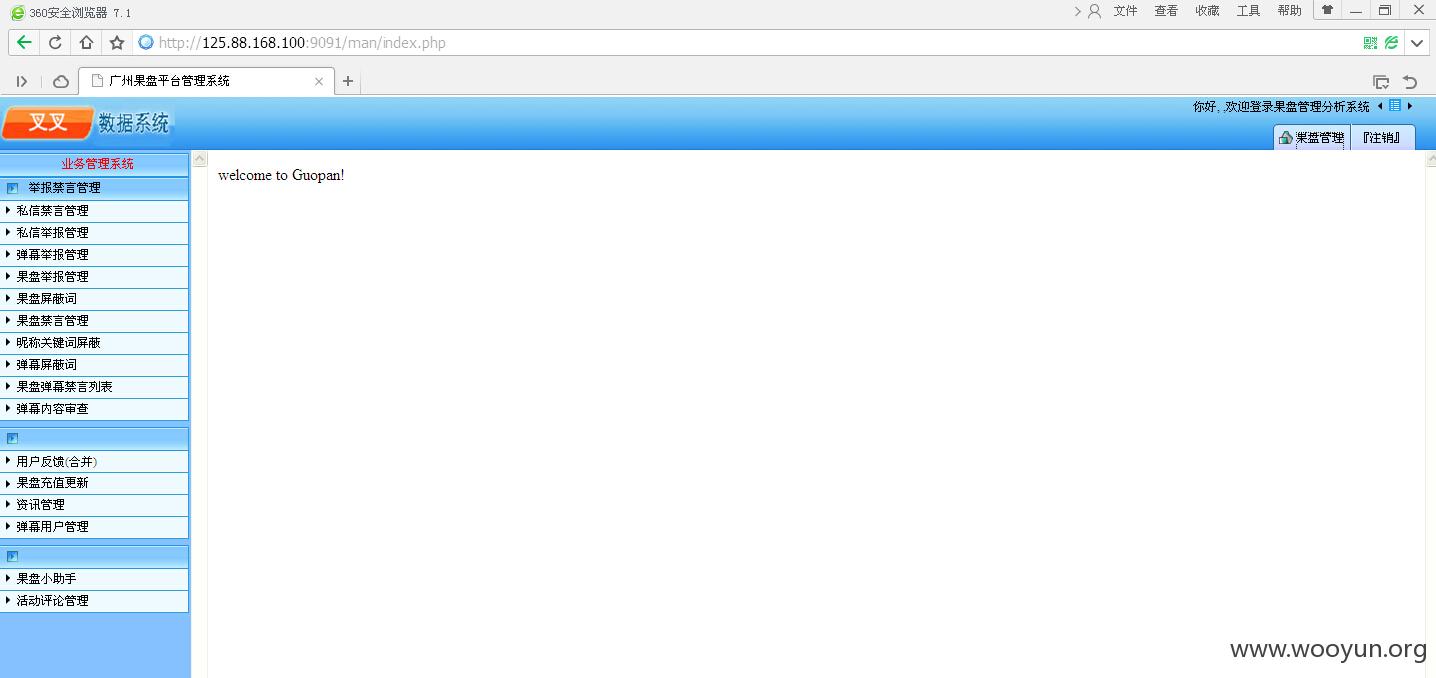 360安全浏览器 7.1
文件 查看 收藏 工具 帮助
http://125.88.168.100:9091/man/index.php
广州果盘平台管理系统
你好, ,欢迎登录果盘管理分析系统
叉叉 数据系统
果盘管理 『注销』
业务管理系统
举报禁言管理
私信禁言管理
私信举报管理
弹幕举报管理
果盘举报管理
果盘屏蔽词
果盘禁言管理
昵称关键词屏蔽
弹幕屏蔽词
果盘弹幕禁言列表
弹幕内容审查
用户反馈(合并)
果盘充值更新
资讯管理
弹幕用户管理
果盘小助手
活动评论管理
welcome to Guopan!
www.wooyun.org